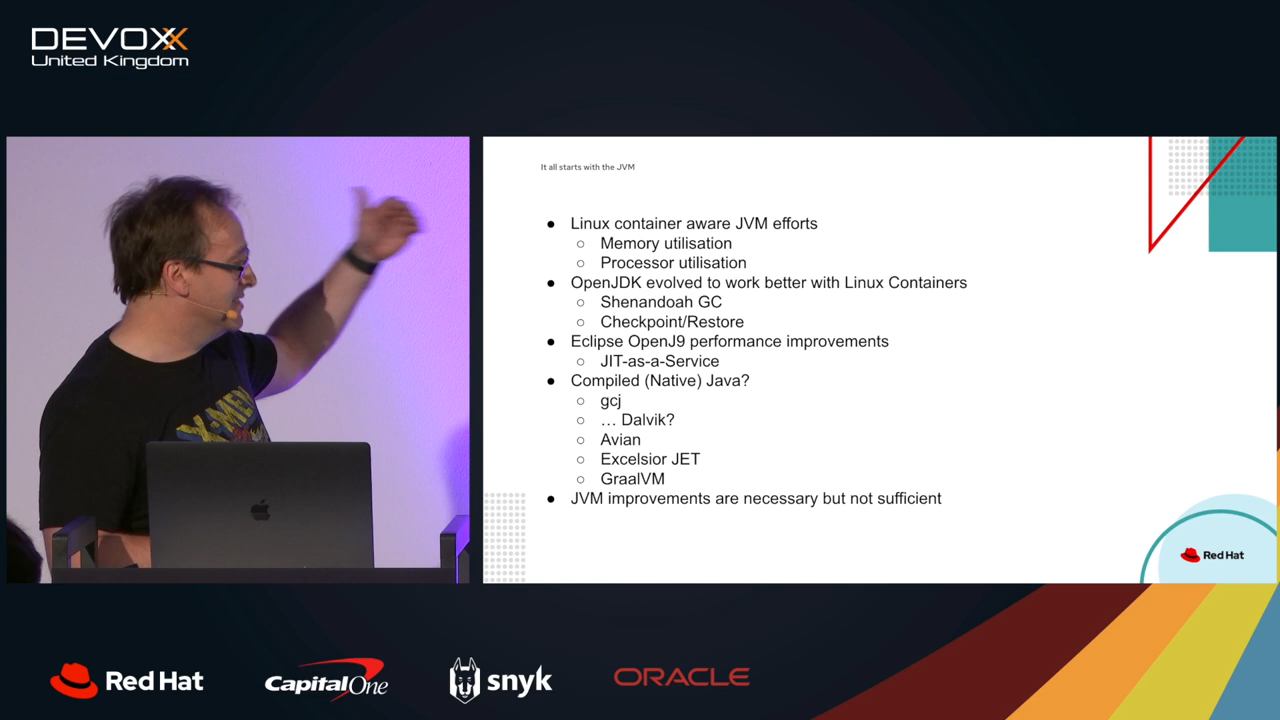 DEVOXX
United Kingdom
It all starts with the JVM
● Linux container aware JVM efforts
○ Memory utilisation
○ Processor utilisation
● OpenJDK evolved to work better with Linux Containers
○ Shenandoah GC
○ Checkpoint/Restore
● Eclipse OpenJ9 performance improvements
○ JIT-as-a-Service
● Compiled (Native) Java?
○ gcj
○ … Dalvik?
○ Avian
○ Excelsior JET
○ GraalVM
● JVM improvements are necessary but not sufficient
Red Hat
X-MEN
Red Hat
Capital One
snyk
ORACLE